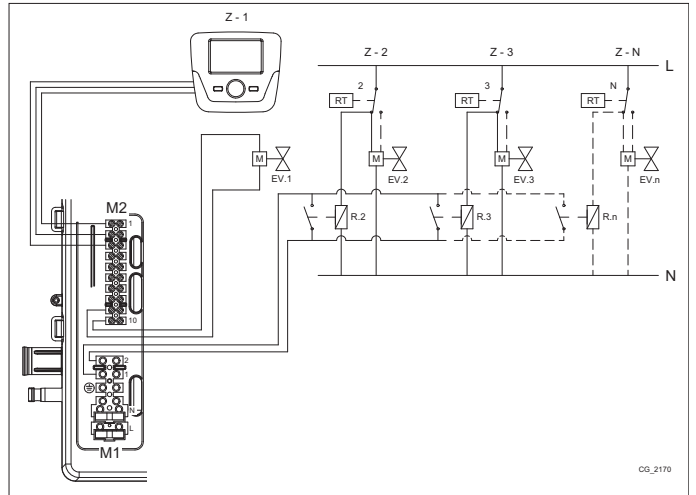 Z - 1
Z - 2
Z - 3
Z - N
L
2
3
N
RT
RT
RT
M
M
M
M
EV.1
EV.2
EV.3
EV.n
M2
1
R.2
R.3
R.n
N
10
2
1
N
L
M1
CG_2170